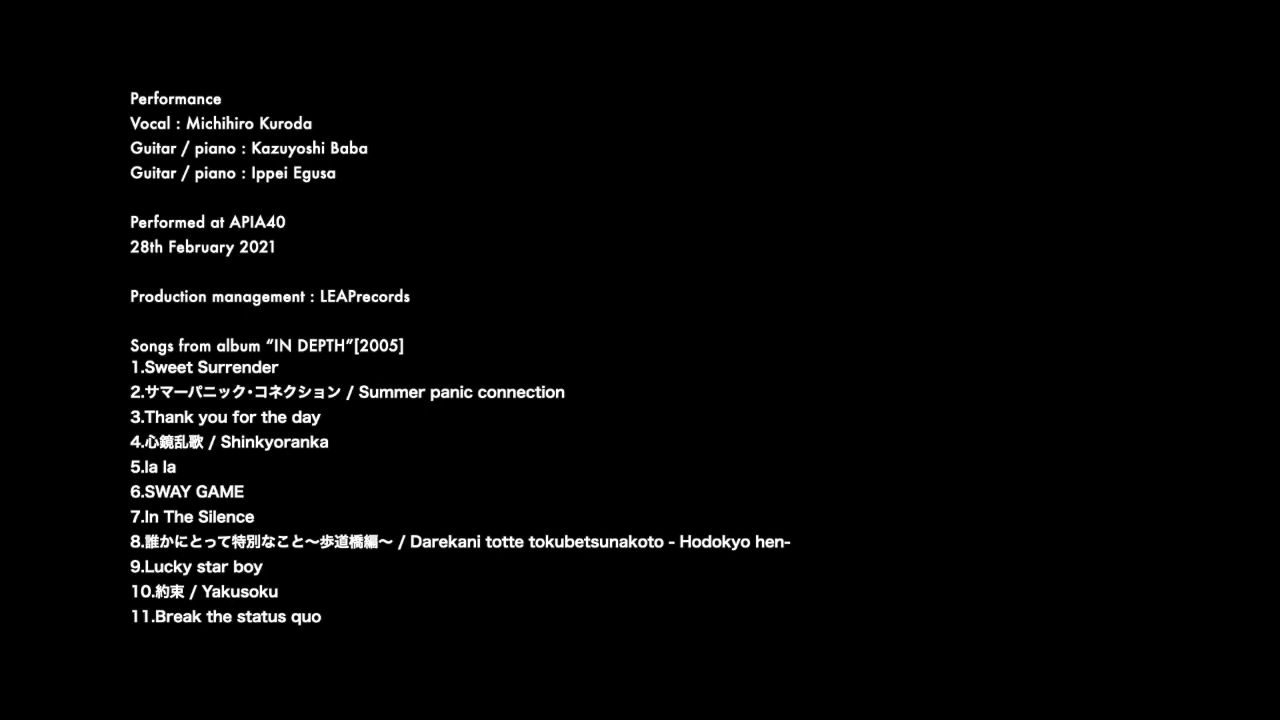 Performance
Vocal : Michihiro Kuroda
Guitar / piano : Kazuyoshi Baba
Guitar / piano : Ippei Egusa
Performed at APIA40
28th February 2021
Production management : LEAPrecords
Songs from album “IN DEPTH”[2005]
1.Sweet Surrender
2.サマーパニック・コネクション / Summer panic connection
3.Thank you for the day
4.心鏡乱歌 / Shinkyoranka
5.la la
6.SWAY GAME
7.In The Silence
8.誰かにとって特別なこと〜歩道橋編〜 / Darekani totte tokubetsunakoto - Hodokyo hen-
9.Lucky star boy
10.約束 / Yakusoku
11.Break the status quo